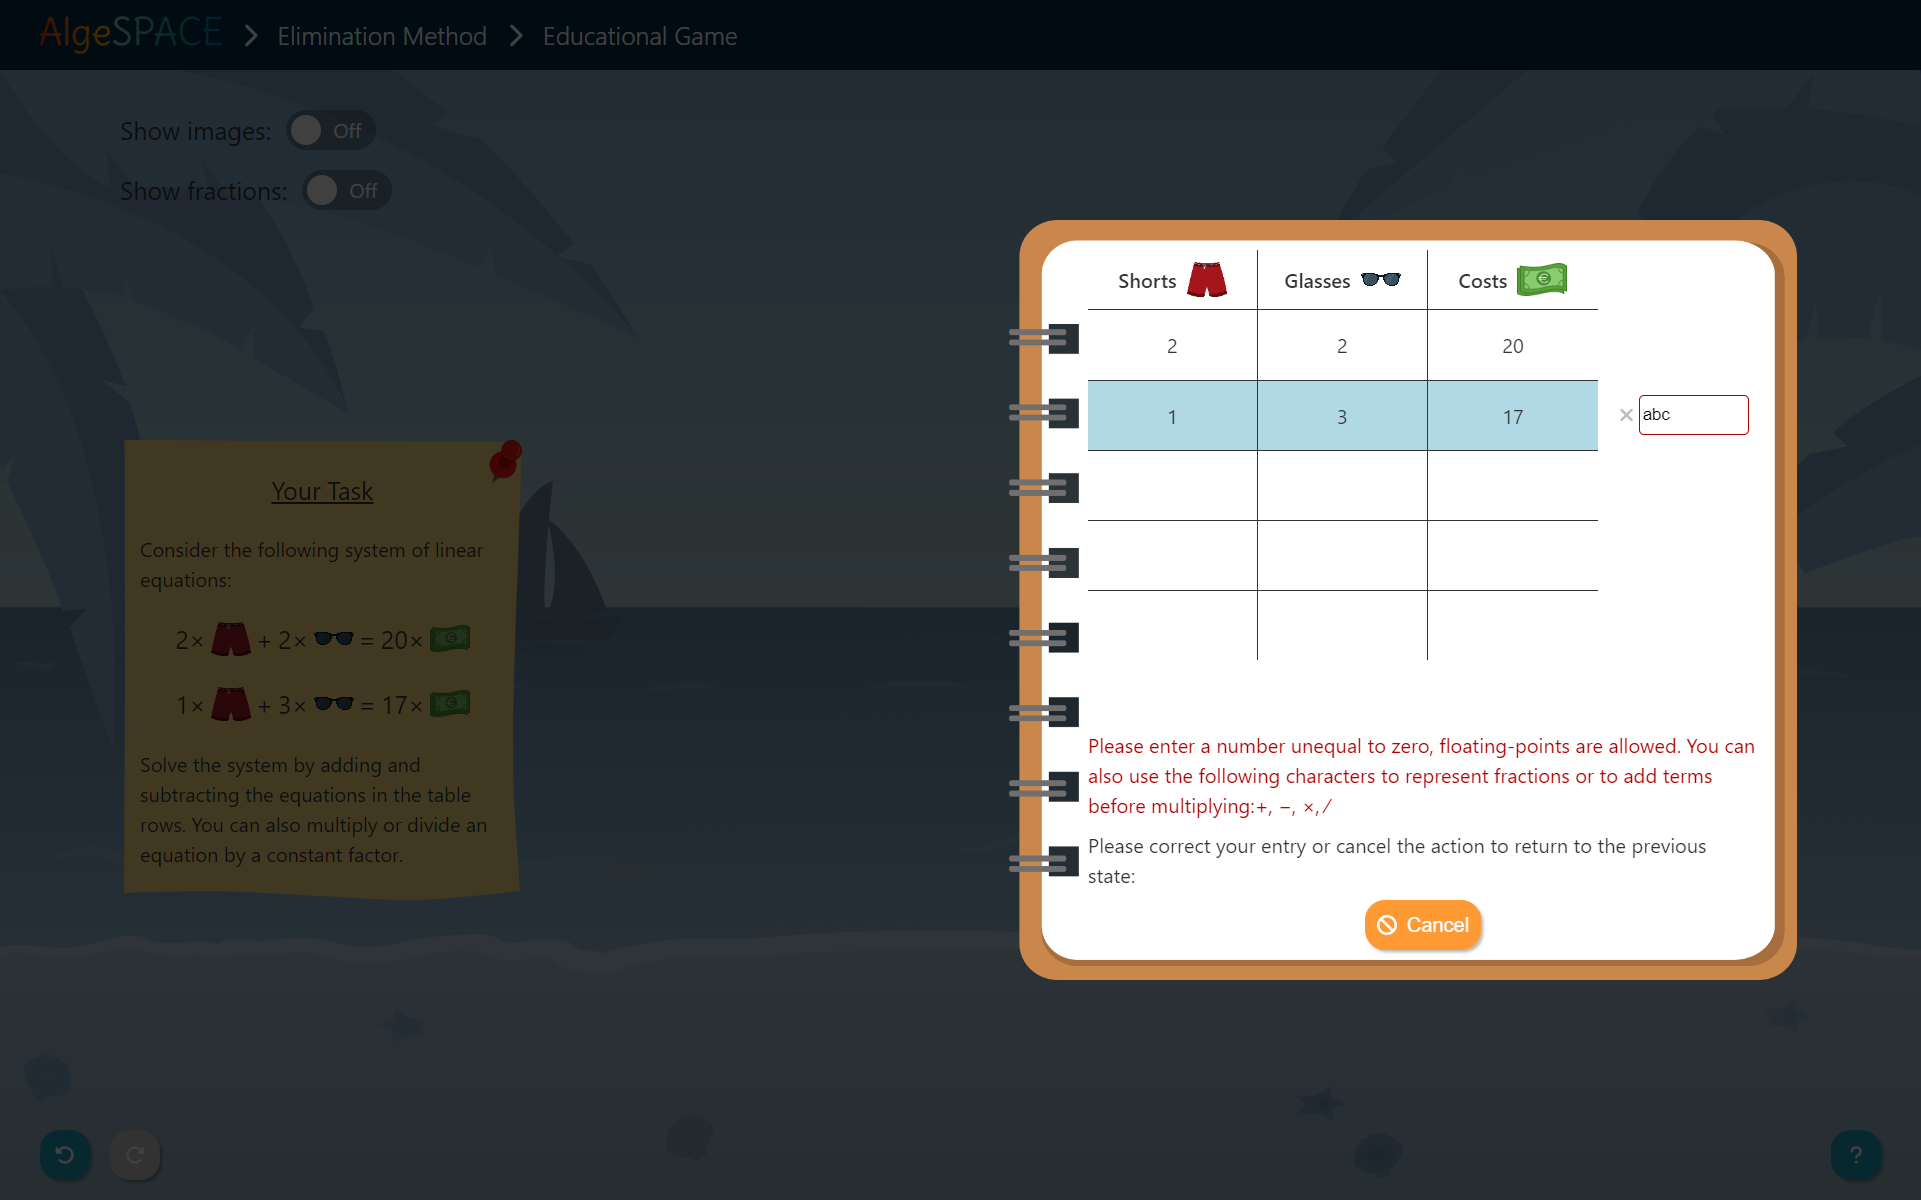 AlgeSPACE > Elimination Method > Educational Game
Show images: Off
Show fractions: Off
Your Task
Consider the following system of linear
equations:
2× + 2× = 20×
1× + 3× = 17×
Solve the system by adding and
subtracting the equations in the table
rows. You can also multiply or divide an
equation by a constant factor.
Shorts Glasses Costs
2 2 20
1 3 17 × abc
Please enter a number unequal to zero, floating-points are allowed. You can
also use the following characters to represent fractions or to add terms
before multiplying:+, −, ×, /
Please correct your entry or cancel the action to return to the previous
state:
Cancel
?